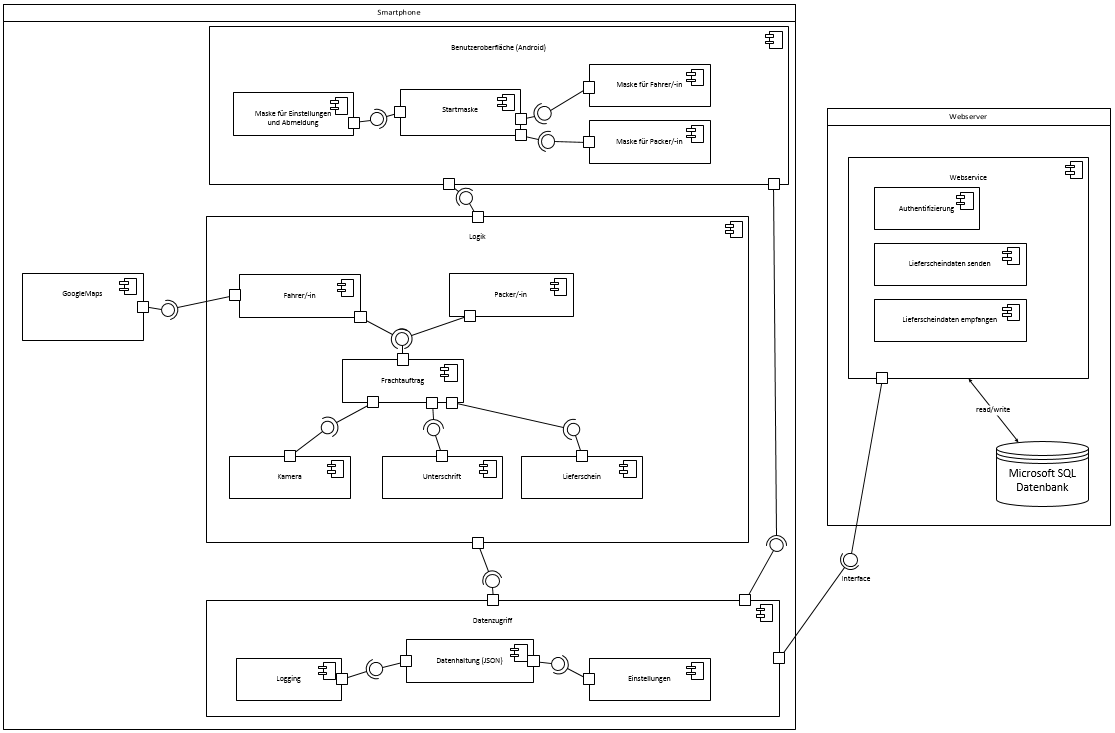 Smartphone
Benutzeroberfläche (Android)
Maske für Einstellungen
und Abmeldung
Startmaske
Maske für Fahrer/-in
Maske für Packer/-in
Webserver
Webservice
Authentifizierung
Lieferscheindaten senden
Lieferscheindaten empfangen
read/write
Microsoft SQL
Datenbank
Interface
Logik
GoogleMaps
Fahrer/-in
Packer/-in
Frachtauftrag
Kamera
Unterschrift
Lieferschein
Datenzugriff
Logging
Datenhaltung (JSON)
Einstellungen